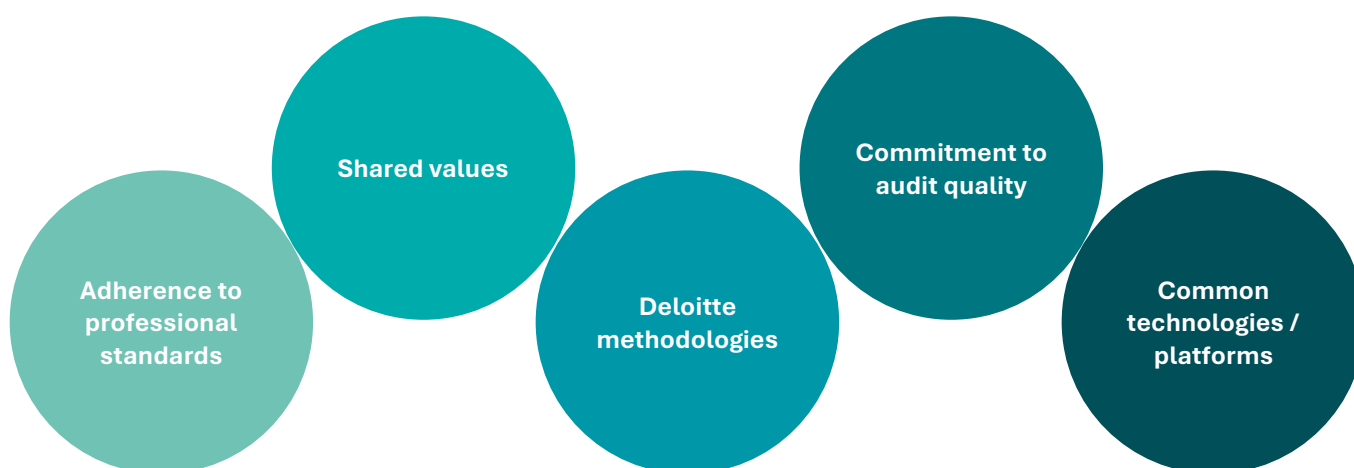 Adherence to
professional
standards
Shared values
Deloitte
methodologies
Commitment to
audit quality
Common
technologies /
platforms